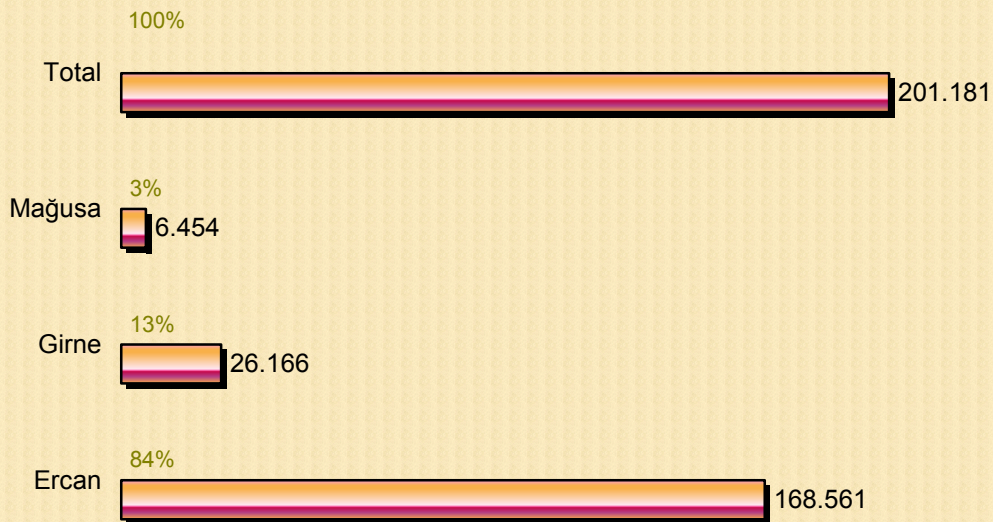 100%
Total
201.181
3%
Mağusa
6.454
13%
Girne
26.166
84%
Ercan
168.561